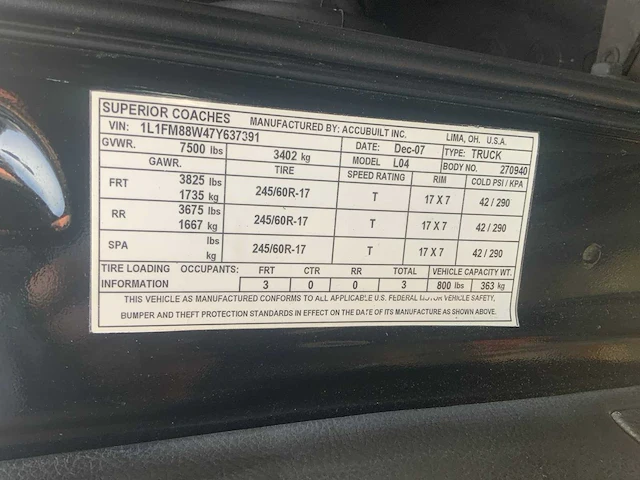 SUPERIOR COACHES MANUFACTURED BY: ACCUBUILT INC. LIMA, OH. U.S.A.
VIN: 1L1FM88W47Y637391 DATE: Dec-07 TYPE: TRUCK
GVWR. 7500 lbs 3402 kg MODEL L04 BODY NO. 270940
GAWR. TIRE SPEED RATING RIM COLD PSI / KPA
FRT 3825 lbs 1735 kg 245/60R-17 T 17 X 7 42 / 290
RR 3675 lbs 1667 kg 245/60R-17 T 17 X 7 42 / 290
SPA lbs kg 245/60R-17 T 17 X 7 42 / 290
TIRE LOADING OCCUPANTS: FRT CTR RR TOTAL VEHICLE CAPACITY WT.
INFORMATION 3 0 0 3 800 lbs 363 kg
THIS VEHICLE AS MANUFACTURED CONFORMS TO ALL APPLICABLE U.S. FEDERAL MOTOR VEHICLE SAFETY,
BUMPER AND THEFT PROTECTION STANDARDS IN EFFECT ON THE DATE OF ITS MANUFACTURE AS SHOWN ABOVE.